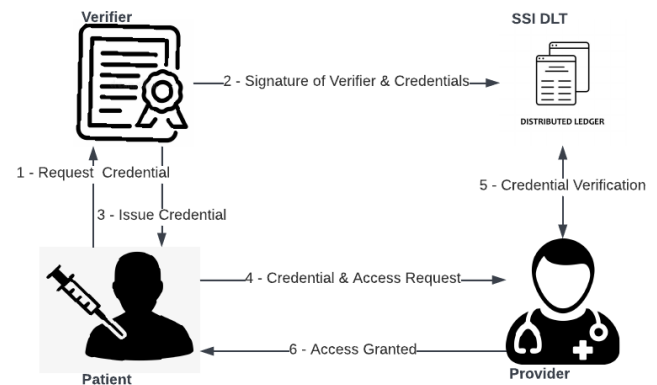 Verifier
SSI DLT
2 - Signature of Verifier & Credentials
DISTRIBUTED LEDGER
1 - Request Credential
5 - Credential Verification
3 - Issue Credential
4 - Credential & Access Request
6 - Access Granted
Patient
Provider